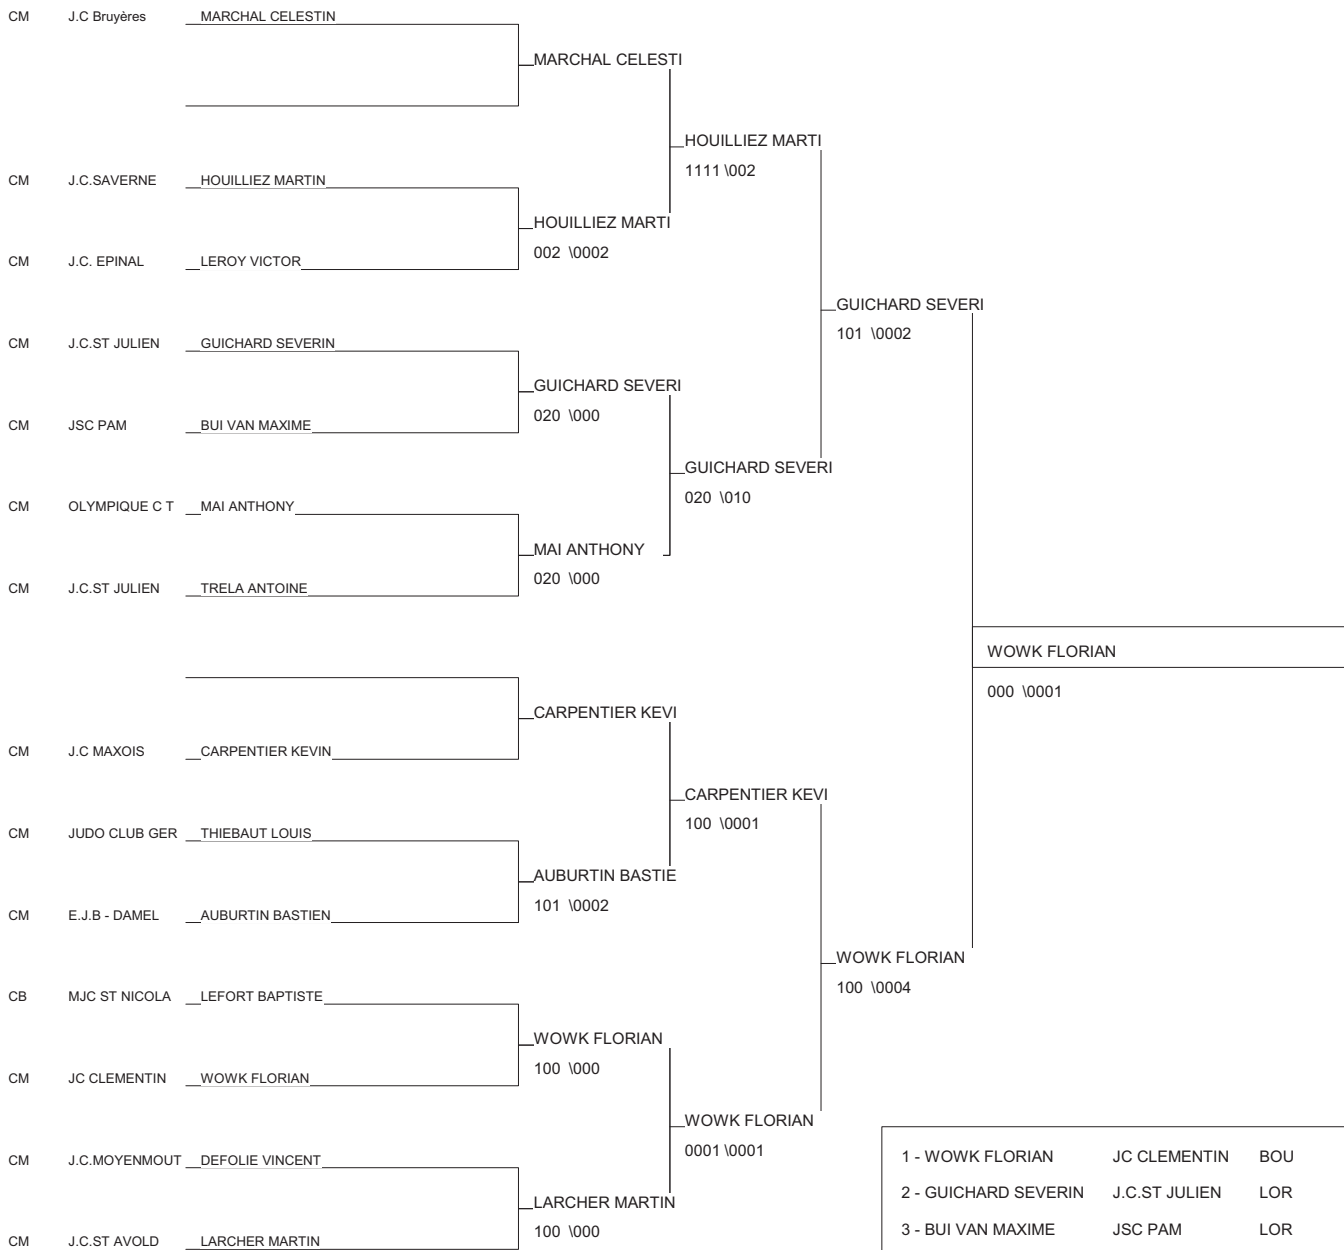 CM J.C Bruyères MARCHAL CELESTIN
MARCHAL CELESTI
HOUILLIEZ MARTI
1111 \002
CM J.C.SAVERNE HOUILLIEZ MARTIN
HOUILLIEZ MARTI
002 \0002
CM J.C. EPINAL LEROY VICTOR
GUICHARD SEVERI
101 \0002
CM J.C.ST JULIEN GUICHARD SEVERIN
GUICHARD SEVERI
020 \000
CM JSC PAM BUI VAN MAXIME
GUICHARD SEVERI
020 \010
CM OLYMPIQUE C T MAI ANTHONY
MAI ANTHONY
020 \000
CM J.C.ST JULIEN TRELA ANTOINE
WOWK FLORIAN
000 \0001
CARPENTIER KEVI
CM J.C MAXOIS CARPENTIER KEVIN
CARPENTIER KEVI
100 \0001
CM JUDO CLUB GER THIEBAUT LOUIS
AUBURTIN BASTIE
101 \0002
CM E.J.B - DAMEL AUBURTIN BASTIEN
WOWK FLORIAN
100 \0004
CB MJC ST NICOLA LEFORT BAPTISTE
WOWK FLORIAN
100 \000
CM JC CLEMENTIN WOWK FLORIAN
WOWK FLORIAN
0001 \0001
CM J.C.MOYENMOUT DEFOLIE VINCENT
LARCHER MARTIN
100 \000
CM J.C.ST AVOLD LARCHER MARTIN
1 - WOWK FLORIAN JC CLEMENTIN BOU
2 - GUICHARD SEVERIN J.C.ST JULIEN LOR
3 - BUI VAN MAXIME JSC PAM LOR